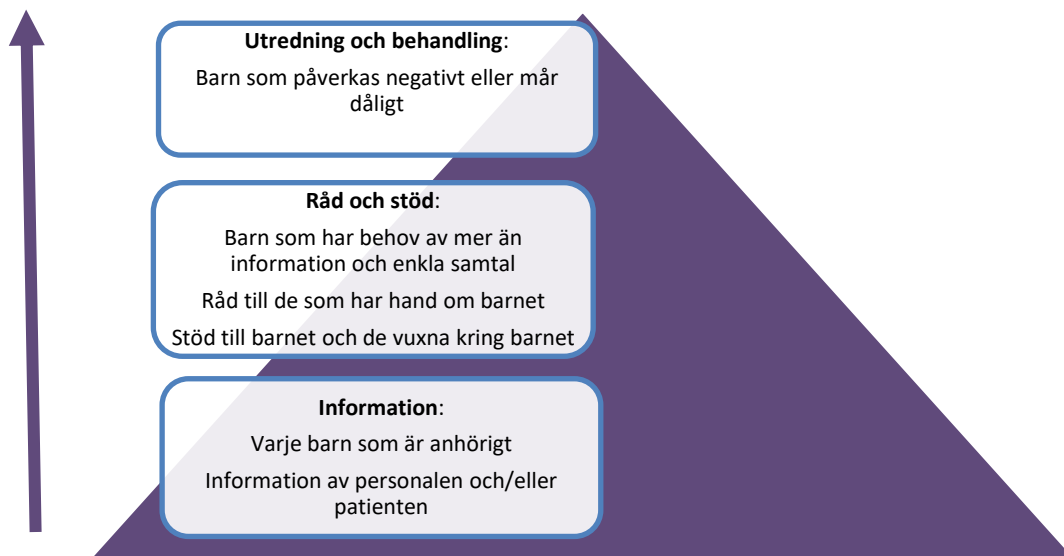 Utredning och behandling:
Barn som påverkas negativt eller mår
dåligt
Råd och stöd:
Barn som har behov av mer än
information och enkla samtal
Råd till de som har hand om barnet
Stöd till barnet och de vuxna kring barnet
Information:
Varje barn som är anhörigt
Information av personalen och/eller
patienten